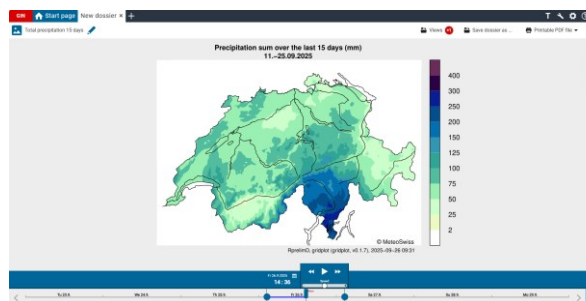 cm Start page New dossier × +
Total precipitation 15 days Views Save dossier as ... Printable PDF file
Precipitation sum over the last 15 days (mm)
11.–25.09.2025
400
300
250
200
150
125
100
75
50
25
2
© MeteoSwiss
RprelimD, gridplot (gridplot, v5.1.7), 2025-09-26 09:31
14:36